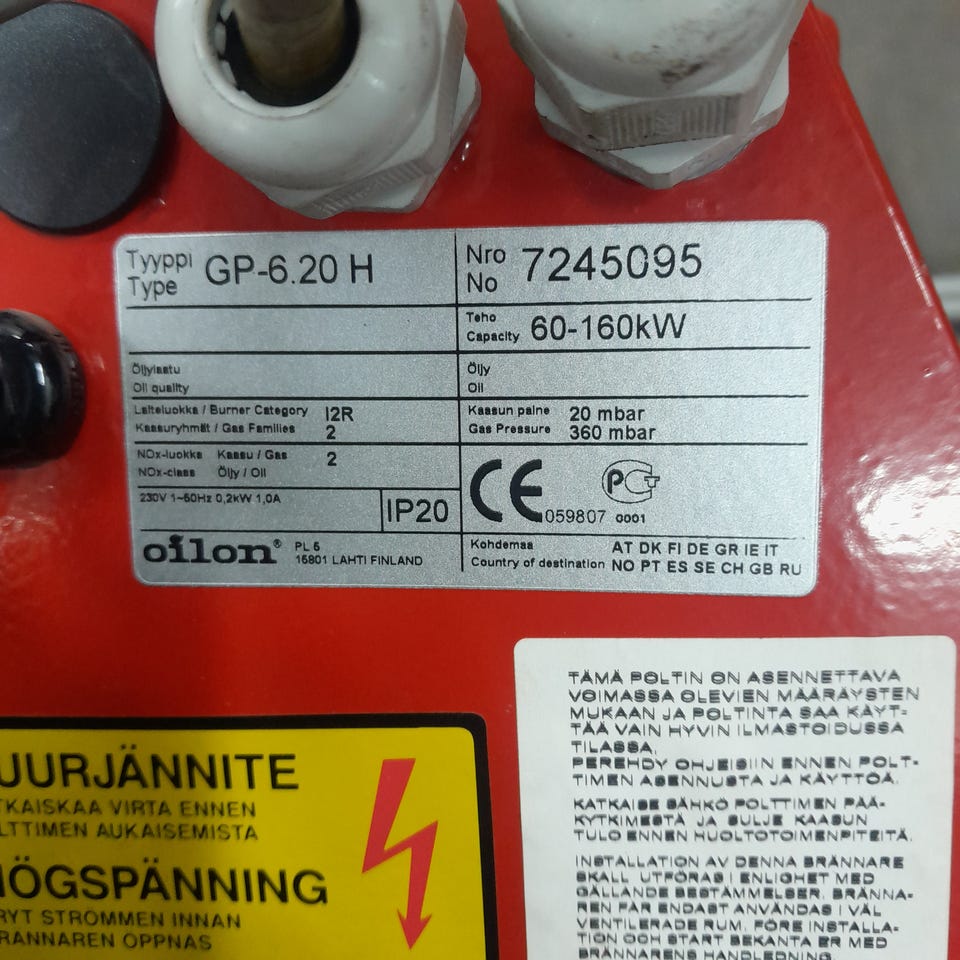 Tyyppi
Type GP-6.20 H
Nro
No 7245095
Teho
Capacity 60-160kW
Öljylaatu
Oil quality
Öljy
Oil
Laiteluokka / Burner Category I2R
Kaasuryhmät / Gas Families 2
Kaasun paine 20 mbar
Gas Pressure 360 mbar
NOx-luokka Kaasu / Gas 2
NOx-class Öljy / Oil
230V 1~50Hz 0,2kW 1,0A
IP20
CE 059807
PCT 0001
oilon® PL 5
15801 LAHTI FINLAND
Kohdemaa AT DK FI DE GR IE IT
Country of destination NO PT ES SE CH GB RU
UURJÄNNITE
TKAISKAA VIRTA ENNEN
LTTIMEN AUKAISEMISTA
HÖGSPÄNNING
RYT STRÖMMEN INNAN
RANNAREN ÖPPNAS
TÄMÄ POLTIN ON ASENNETTAVA
VOIMASSA OLEVIEN MÄÄRÄYSTEN
MUKAAN JA POLTINTA SAA KÄYT-
TÄÄ VAIN HYVIN ILMASTOIDUSSA
TILASSA.
PEREHDY OHJEISIIN ENNEN POLT-
TIMEN ASENNUSTA JA KÄYTTÖÄ.
KATKAISE SÄHKÖ POLTTIMEN PÄÄ-
KYTKIMESTÄ JA SULJE KAASUN
TULO ENNEN HUOLTOTOIMENPITEITÄ.
INSTALLATION AV DENNA BRÄNNARE
SKALL UTFÖRAS I ENLIGHET MED
GÄLLANDE BESTÄMMELSER. BRÄNNA-
REN FÅR ENDAST ANVÄNDAS I VÄL
VENTILERADE RUM. FÖRE INSTALLA-
TION OCH START BEKANTA ER MED
BRÄNNARENS HANDLEDNING.